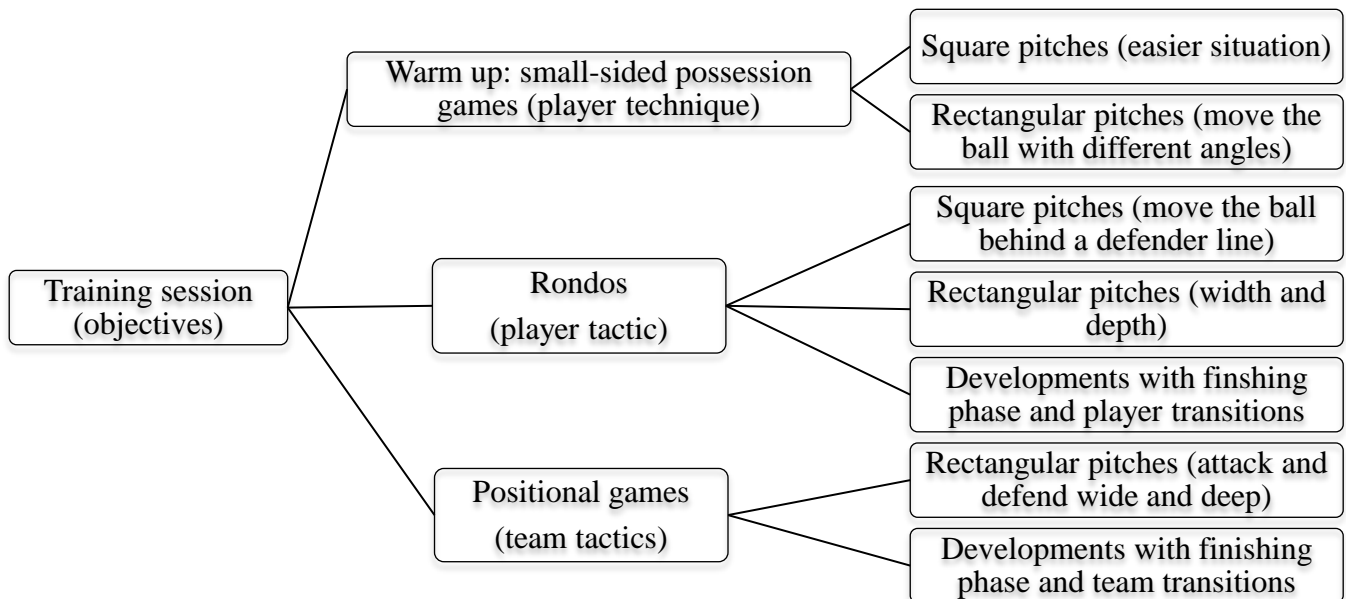 Training session
(objectives)
Warm up: small-sided possession
games (player technique)
Square pitches (easier situation)
Rectangular pitches (move the
ball with different angles)
Rondos
(player tactic)
Square pitches (move the ball
behind a defender line)
Rectangular pitches (width and
depth)
Developments with finshing
phase and player transitions
Positional games
(team tactics)
Rectangular pitches (attack and
defend wide and deep)
Developments with finishing
phase and team transitions